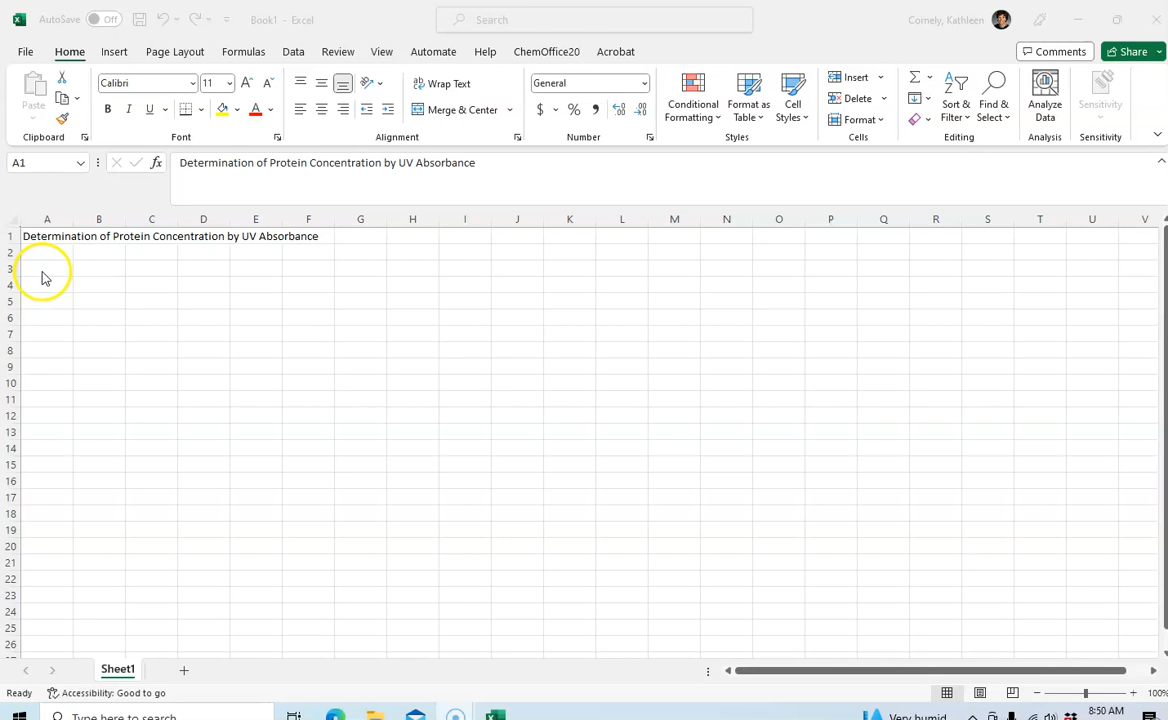 AutoSave Off Book1 - Excel Search Cornely, Kathleen
File Home Insert Page Layout Formulas Data Review View Automate Help ChemOffice20 Acrobat Comments Share
Paste Calibri 11 Wrap Text General Conditional Formatting Format as Table Cell Styles Insert Sort & Filter Find & Select Analyze Data Sensitivity
B I U A Merge & Center $ % , Delete
Format
Clipboard Font Alignment Number Styles Cells Editing Analysis Sensitivity
A1 fx Determination of Protein Concentration by UV Absorbance
A B C D E F G H I J K L M N O P Q R S T U V
1 Determination of Protein Concentration by UV Absorbance
2
3
4
5
6
7
8
9
10
11
12
13
14
15
16
17
18
19
20
21
22
23
24
25
26
Sheet1
Ready Accessibility: Good to go 100%
Type here to search Very humid 8:50 AM